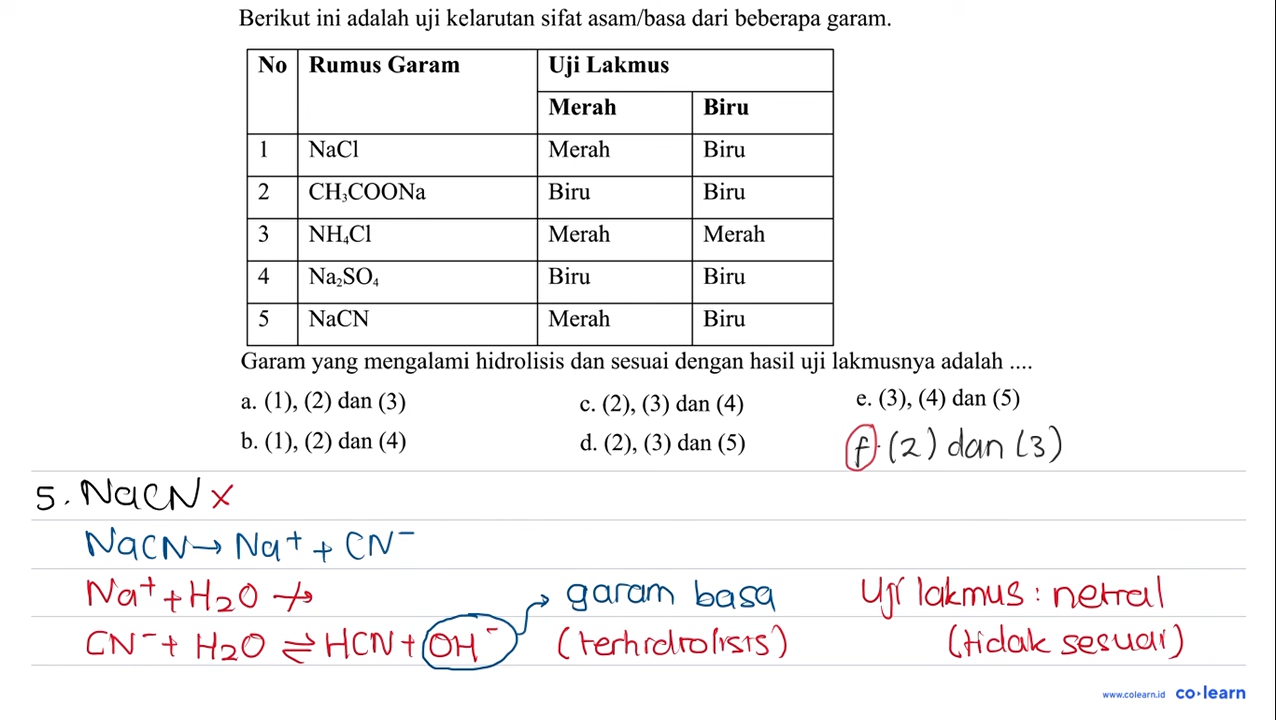 Berikut ini adalah uji kelarutan sifat asam/basa dari beberapa garam.
No Rumus Garam Uji Lakmus
Merah Biru
1 NaCl Merah Biru
2 CH₃COONa Biru Biru
3 NH₄Cl Merah Merah
4 Na₂SO₄ Biru Biru
5 NaCN Merah Biru
Garam yang mengalami hidrolisis dan sesuai dengan hasil uji lakmusnya adalah ....
a. (1), (2) dan (3) c. (2), (3) dan (4) e. (3), (4) dan (5)
b. (1), (2) dan (4) d. (2), (3) dan (5) f. (2) dan (3)
5. NaCN x
NaCN → Na⁺ + CN⁻
Na⁺ + H2O ↛ garam basa Uji lakmus : netral
CN⁻ + H2O ⇌ HCN + OH⁻ (terhidrolisis) (tidak sesuai)
www.colearn.id co·learn